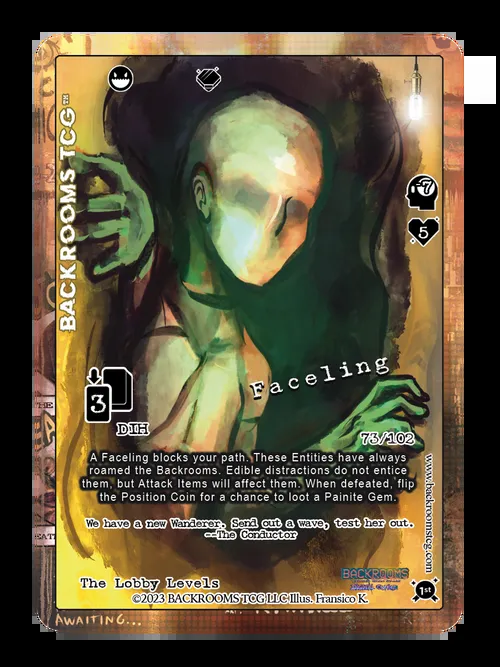 BACKROOMS TCG™
7
5
Faceling
3
DIH
73/102
A Faceling blocks your path. These Entities have always
roamed the Backrooms. Edible distractions do not entice
them, but Attack Items will affect them. When defeated, flip
the Position Coin for a chance to loot a Painite Gem.
We have a new Wanderer. Send out a wave, test her out.
--The Conductor
www.backroomstcg.com
BACKROOMS
The Lobby Levels
©2023 BACKROOMS TCG LLC Illus. Fransico K.
1st
AWAITING...